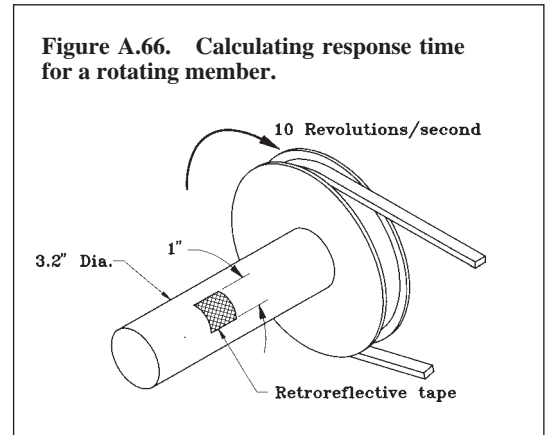 Figure A.66. Calculating response time
for a rotating member.
10 Revolutions/second
1"
3.2" Dia.
Retroreflective tape